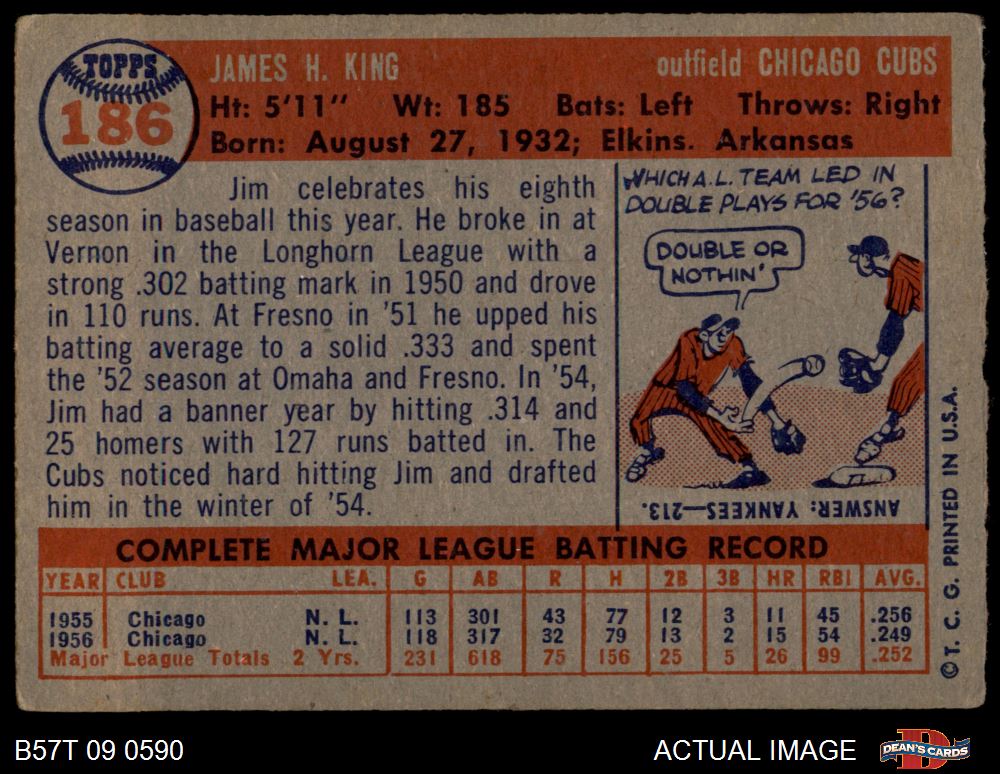 TOPPS
186
JAMES H. KING
outfield CHICAGO CUBS
Ht: 5'11" Wt: 185 Bats: Left Throws: Right
Born: August 27, 1932; Elkins. Arkansas
Jim celebrates his eighth
season in baseball this year. He broke in at
Vernon in the Longhorn League with a
strong .302 batting mark in 1950 and drove
in 110 runs. At Fresno in '51 he upped his
batting average to a solid .333 and spent
the '52 season at Omaha and Fresno. In '54,
Jim had a banner year by hitting .314 and
25 homers with 127 runs batted in. The
Cubs noticed hard hitting Jim and drafted
him in the winter of '54.
WHICH A.L. TEAM LED IN
DOUBLE PLAYS FOR '56?
DOUBLE OR
NOTHIN'
ANSWER: YANKEES—213.
COMPLETE MAJOR LEAGUE BATTING RECORD
YEAR CLUB LEA. G AB R H 2B 3B HR RBI AVG.
1955 Chicago N. L. 113 301 43 77 12 3 11 45 .256
1956 Chicago N. L. 118 317 32 79 13 2 15 54 .249
Major League Totals 2 Yrs. 231 618 75 156 25 5 26 99 .252
© T. C. G. PRINTED IN U.S.A.
B57T 09 0590
ACTUAL IMAGE
DEAN'S CARDS